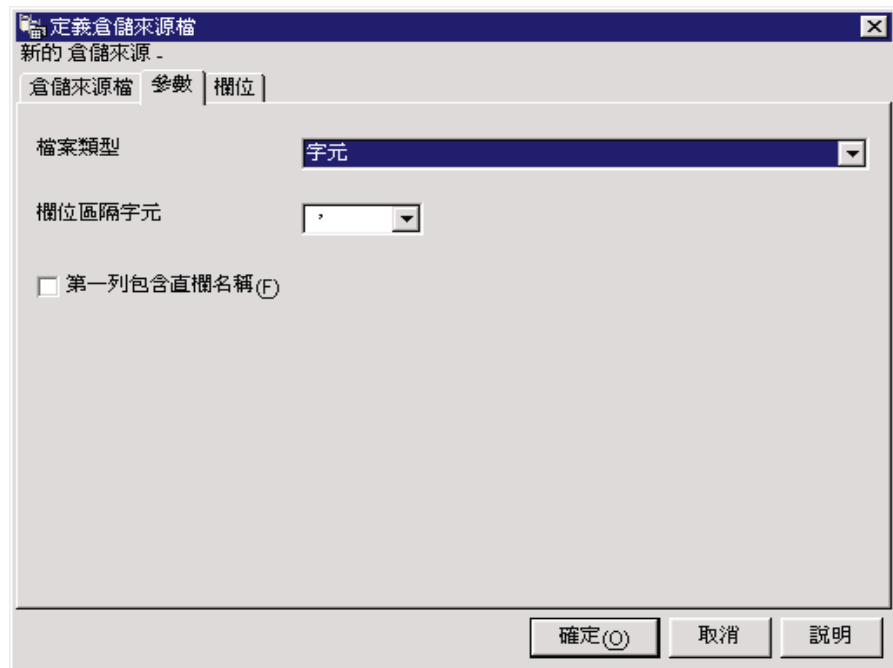 定義倉儲來源檔
新的 倉儲來源 -
倉儲來源檔 參數 欄位
檔案類型 字元
欄位區隔字元 ,
第一列包含直欄名稱(F)
確定(O) 取消 說明